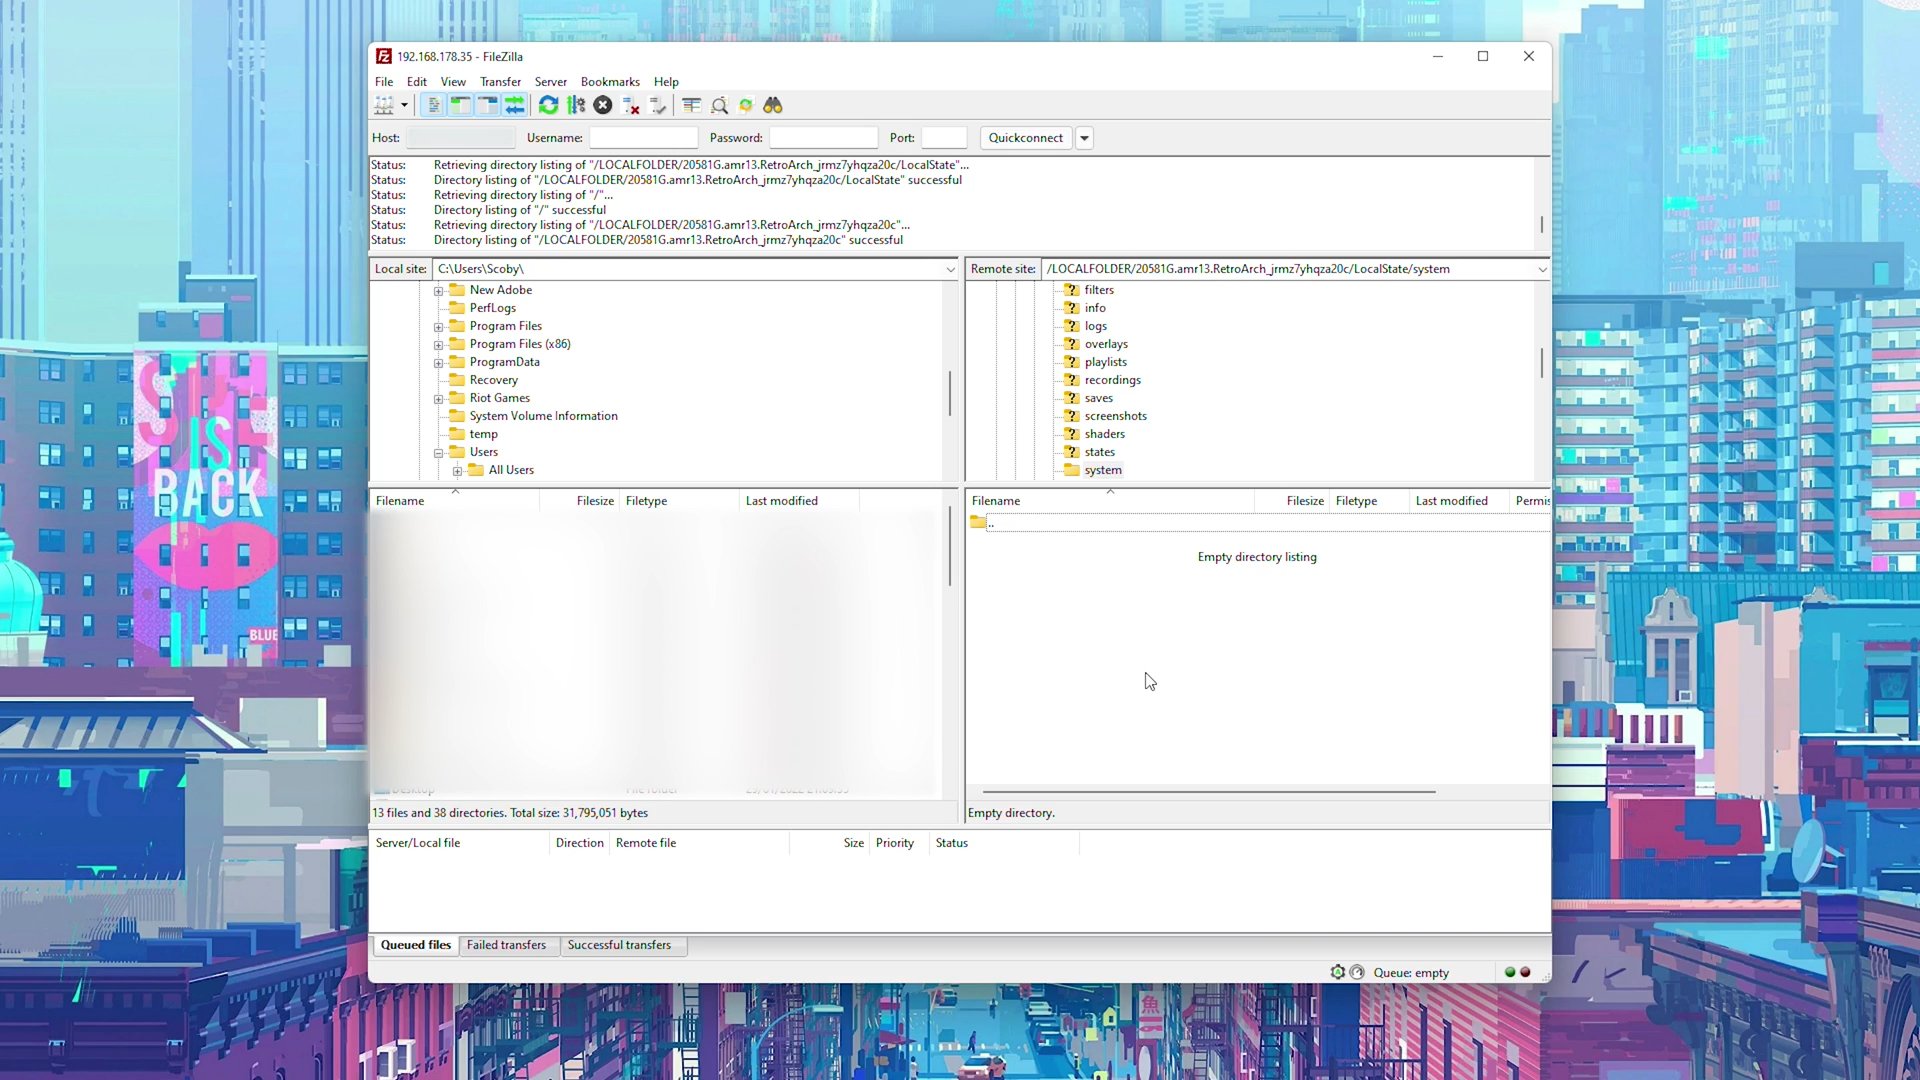 192.168.178.35 - FileZilla
File Edit View Transfer Server Bookmarks Help
Host: Username: Password: Port: Quickconnect
Status: Retrieving directory listing of "/LOCALFOLDER/20581G.amr13.RetroArch_jrmz7yhqza20c/LocalState"...
Status: Directory listing of "/LOCALFOLDER/20581G.amr13.RetroArch_jrmz7yhqza20c/LocalState" successful
Status: Retrieving directory listing of "/"...
Status: Directory listing of "/" successful
Status: Retrieving directory listing of "/LOCALFOLDER/20581G.amr13.RetroArch_jrmz7yhqza20c"...
Status: Directory listing of "/LOCALFOLDER/20581G.amr13.RetroArch_jrmz7yhqza20c" successful
Local site: C:\Users\Scoby\
New Adobe
PerfLogs
Program Files
Program Files (x86)
ProgramData
Recovery
Riot Games
System Volume Information
temp
Users
All Users
Remote site: /LOCALFOLDER/20581G.amr13.RetroArch_jrmz7yhqza20c/LocalState/system
filters
info
logs
overlays
playlists
recordings
saves
screenshots
shaders
states
system
Filename Filesize Filetype Last modified
13 files and 38 directories. Total size: 31,795,051 bytes
Filename Filesize Filetype Last modified Permis
..
Empty directory listing
Empty directory.
Server/Local file Direction Remote file Size Priority Status
Queued files Failed transfers Successful transfers
Queue: empty
IS
BACK
BLUE
魚